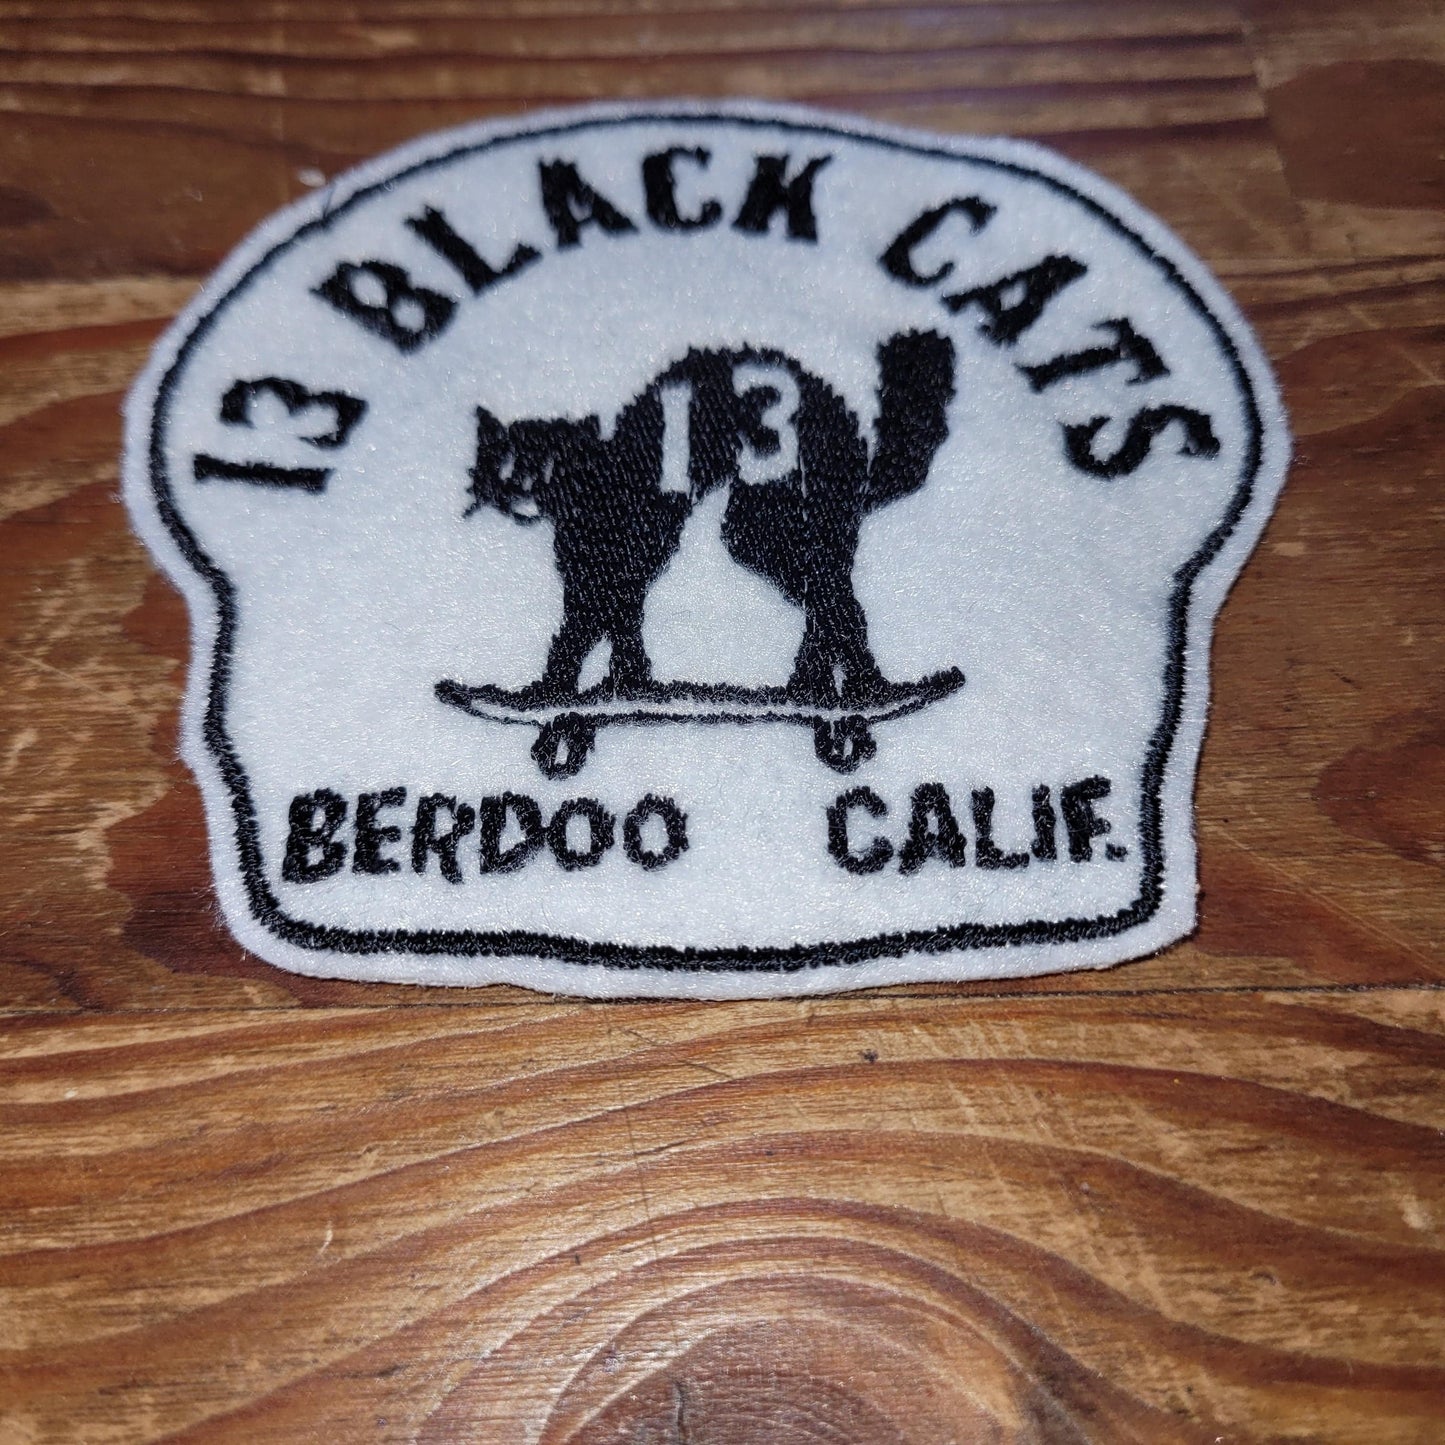 13 BLACK CATS
13
BERDOO CALIF.